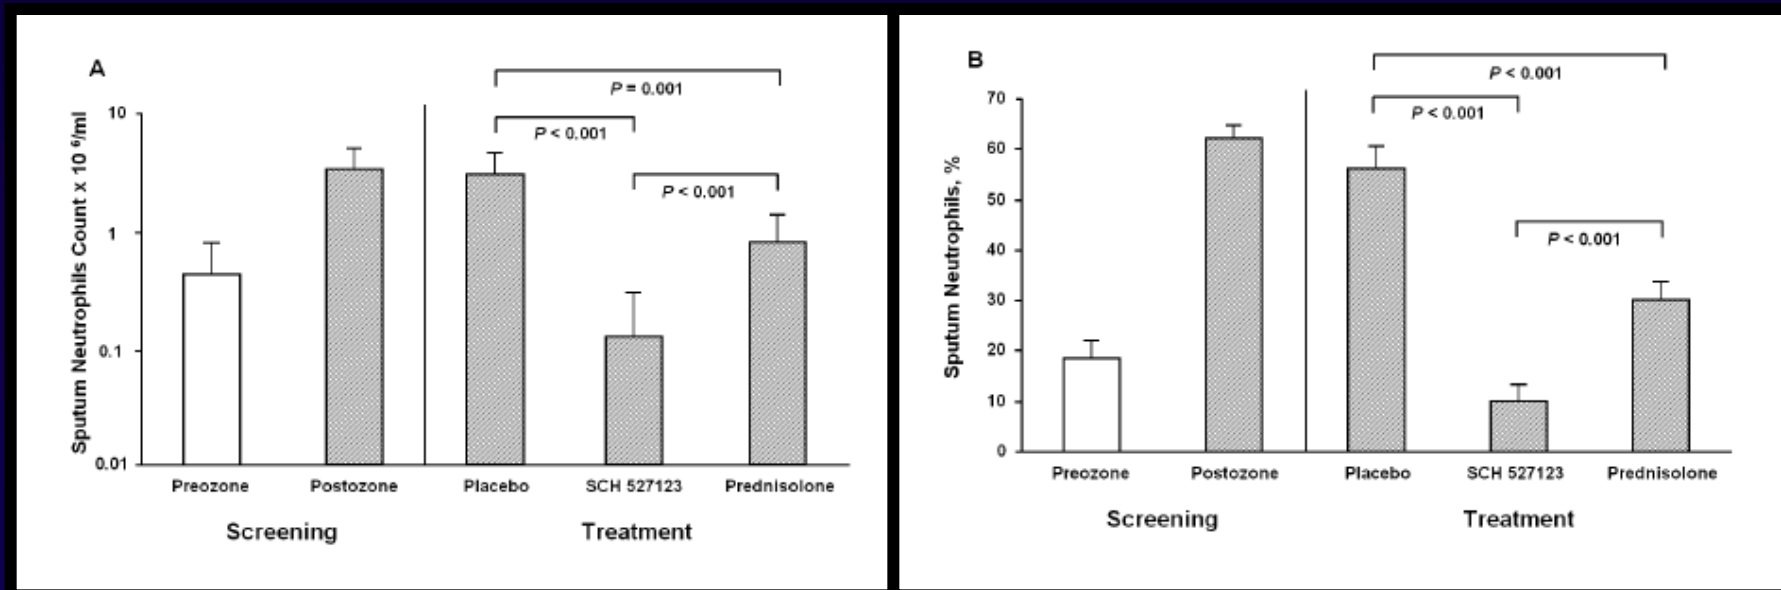 A
P = 0.001
P < 0.001
P < 0.001
Sputum Neutrophils Count x 10 ⁶/ml
10
1
0.1
0.01
Preozone Postozone Placebo SCH 527123 Prednisolone
Screening Treatment
B
P < 0.001
P < 0.001
P < 0.001
Sputum Neutrophils, %
70
60
50
40
30
20
10
0
Preozone Postozone Placebo SCH 527123 Prednisolone
Screening Treatment